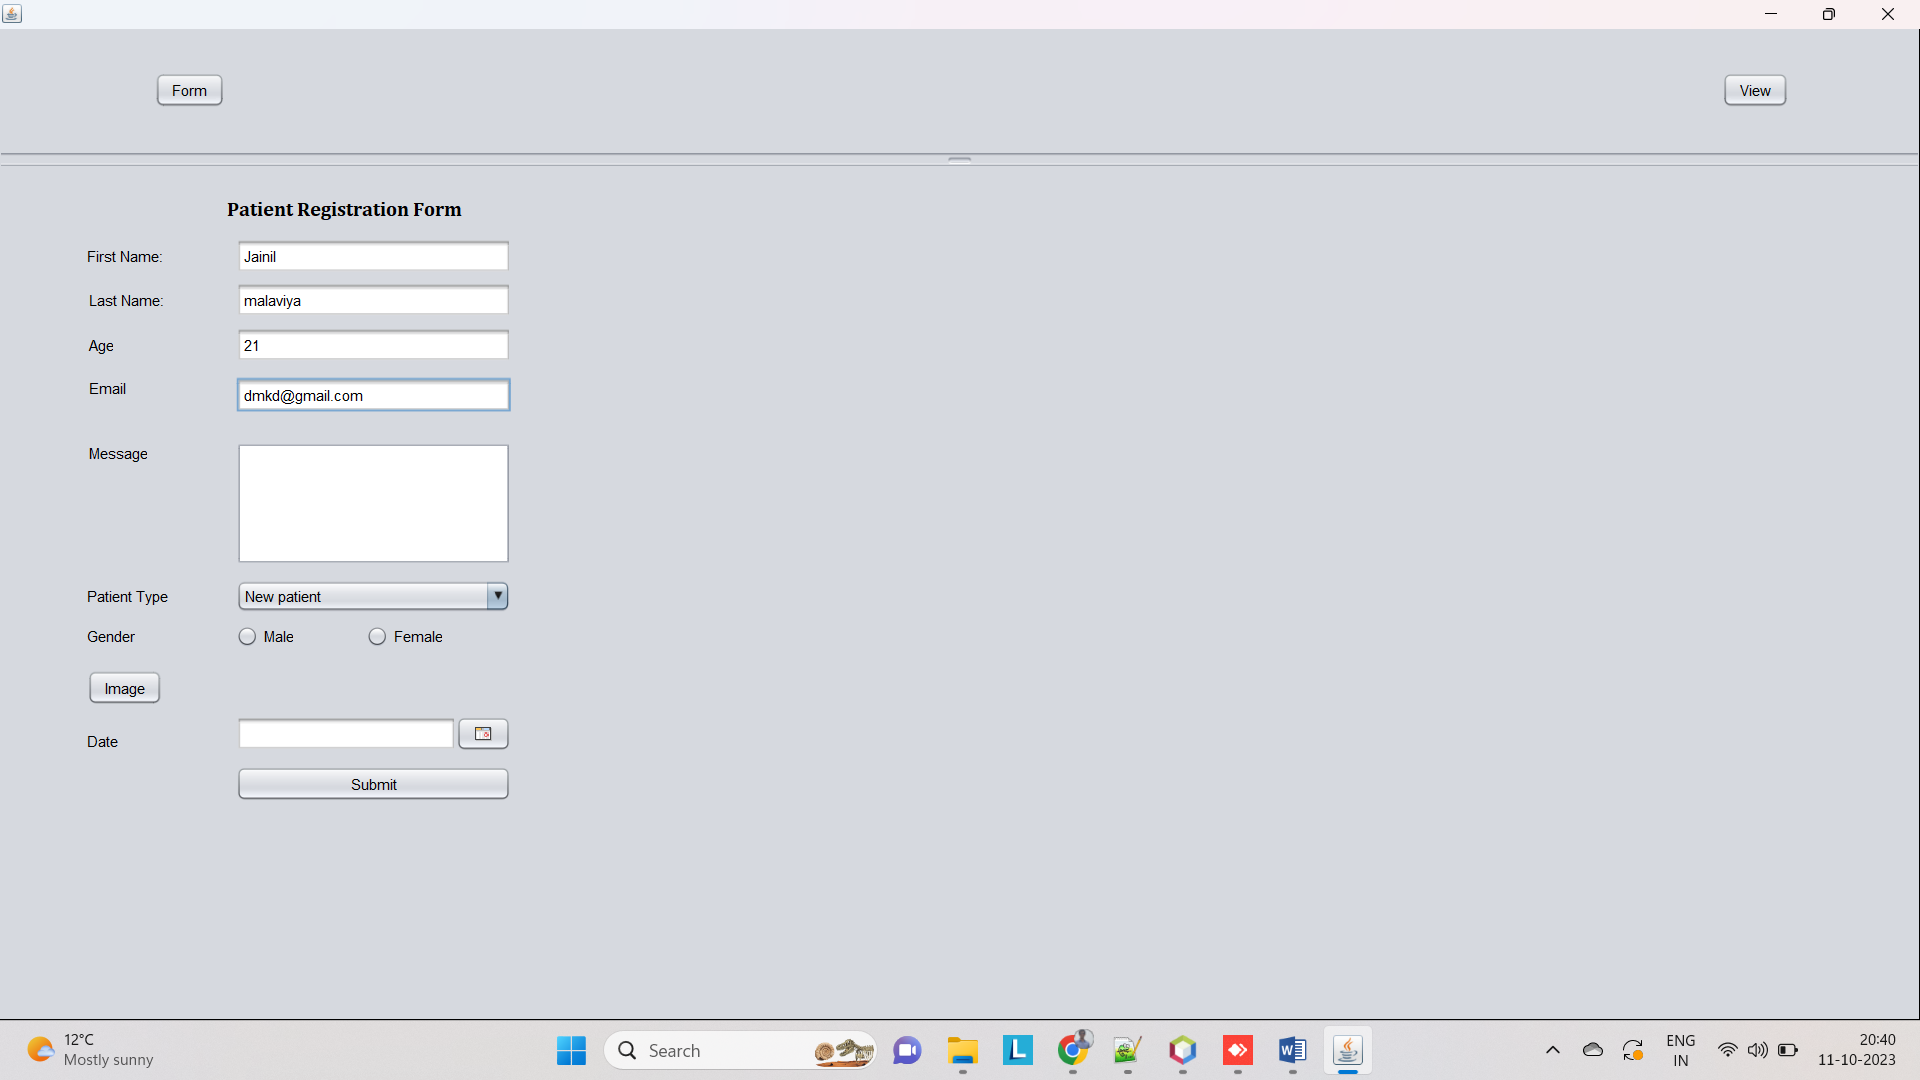 Form
View
Patient Registration Form
First Name:
Jainil
Last Name:
malaviya
Age
21
Email
dmkd@gmail.com
Message
Patient Type
New patient
Gender
Male
Female
Image
Date
Submit
12°C
Mostly sunny
Search
L
W
ENG
IN
20:40
11-10-2023